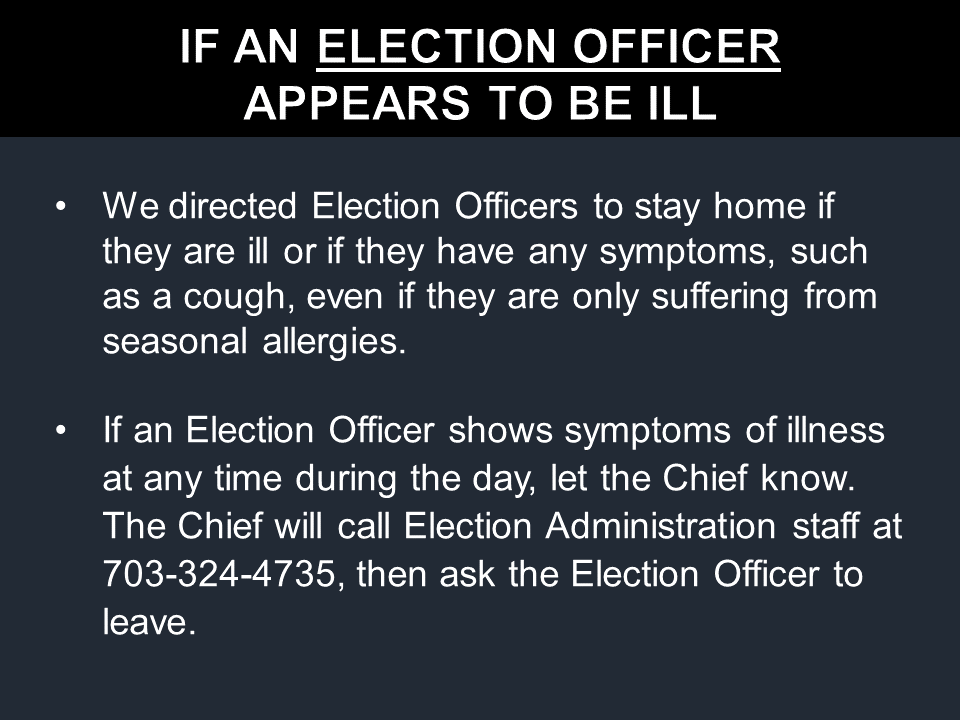 IF AN ELECTION OFFICER
APPEARS TO BE ILL
• We directed Election Officers to stay home if
they are ill or if they have any symptoms, such
as a cough, even if they are only suffering from
seasonal allergies.
• If an Election Officer shows symptoms of illness
at any time during the day, let the Chief know.
The Chief will call Election Administration staff at
703-324-4735, then ask the Election Officer to
leave.